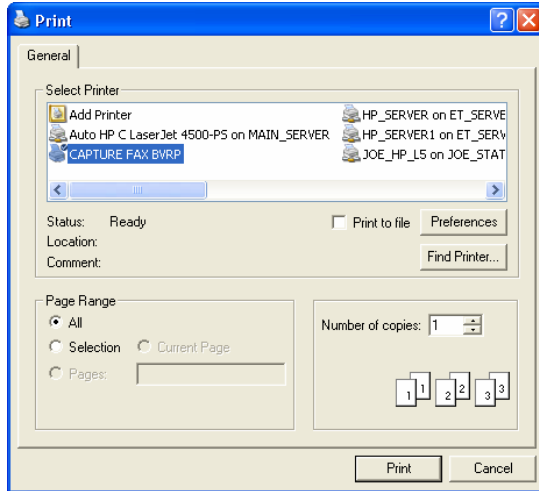 Print
General
Select Printer
Add Printer
Auto HP C LaserJet 4500-PS on MAIN_SERVER
CAPTURE FAX BVRP
HP_SERVER on ET_SERVE
HP_SERVER1 on ET_SERV
JOE_HP_L5 on JOE_STAT
Status: Ready
Location:
Comment:
Print to file
Preferences
Find Printer...
Page Range
All
Selection Current Page
Pages:
Number of copies: 1
1 1 2 2 3 3
Print Cancel